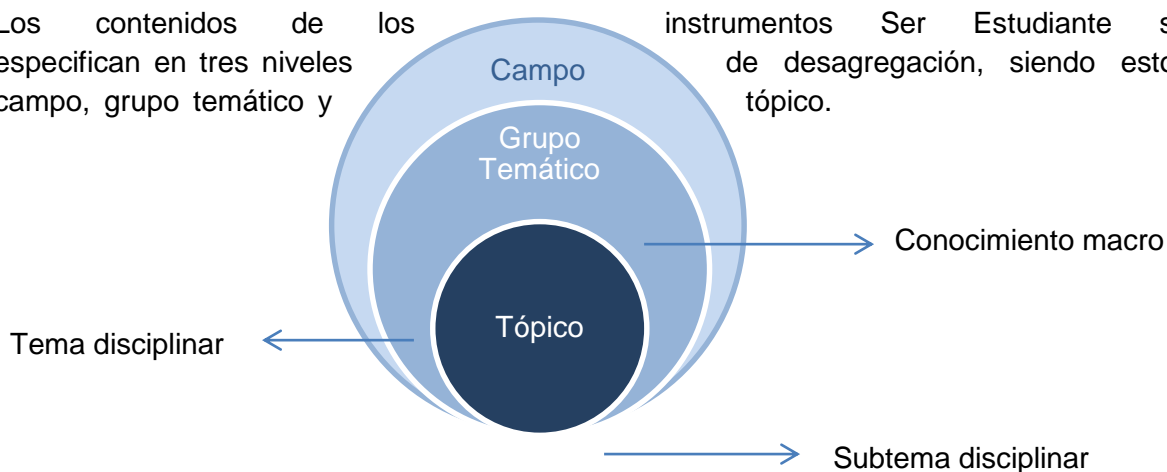 Los contenidos de los instrumentos Ser Estudiante s
especifican en tres niveles de desagregación, siendo esto
campo, grupo temático y tópico.
Campo
Grupo
Temático
Conocimiento macro
Tópico
Tema disciplinar
Subtema disciplinar